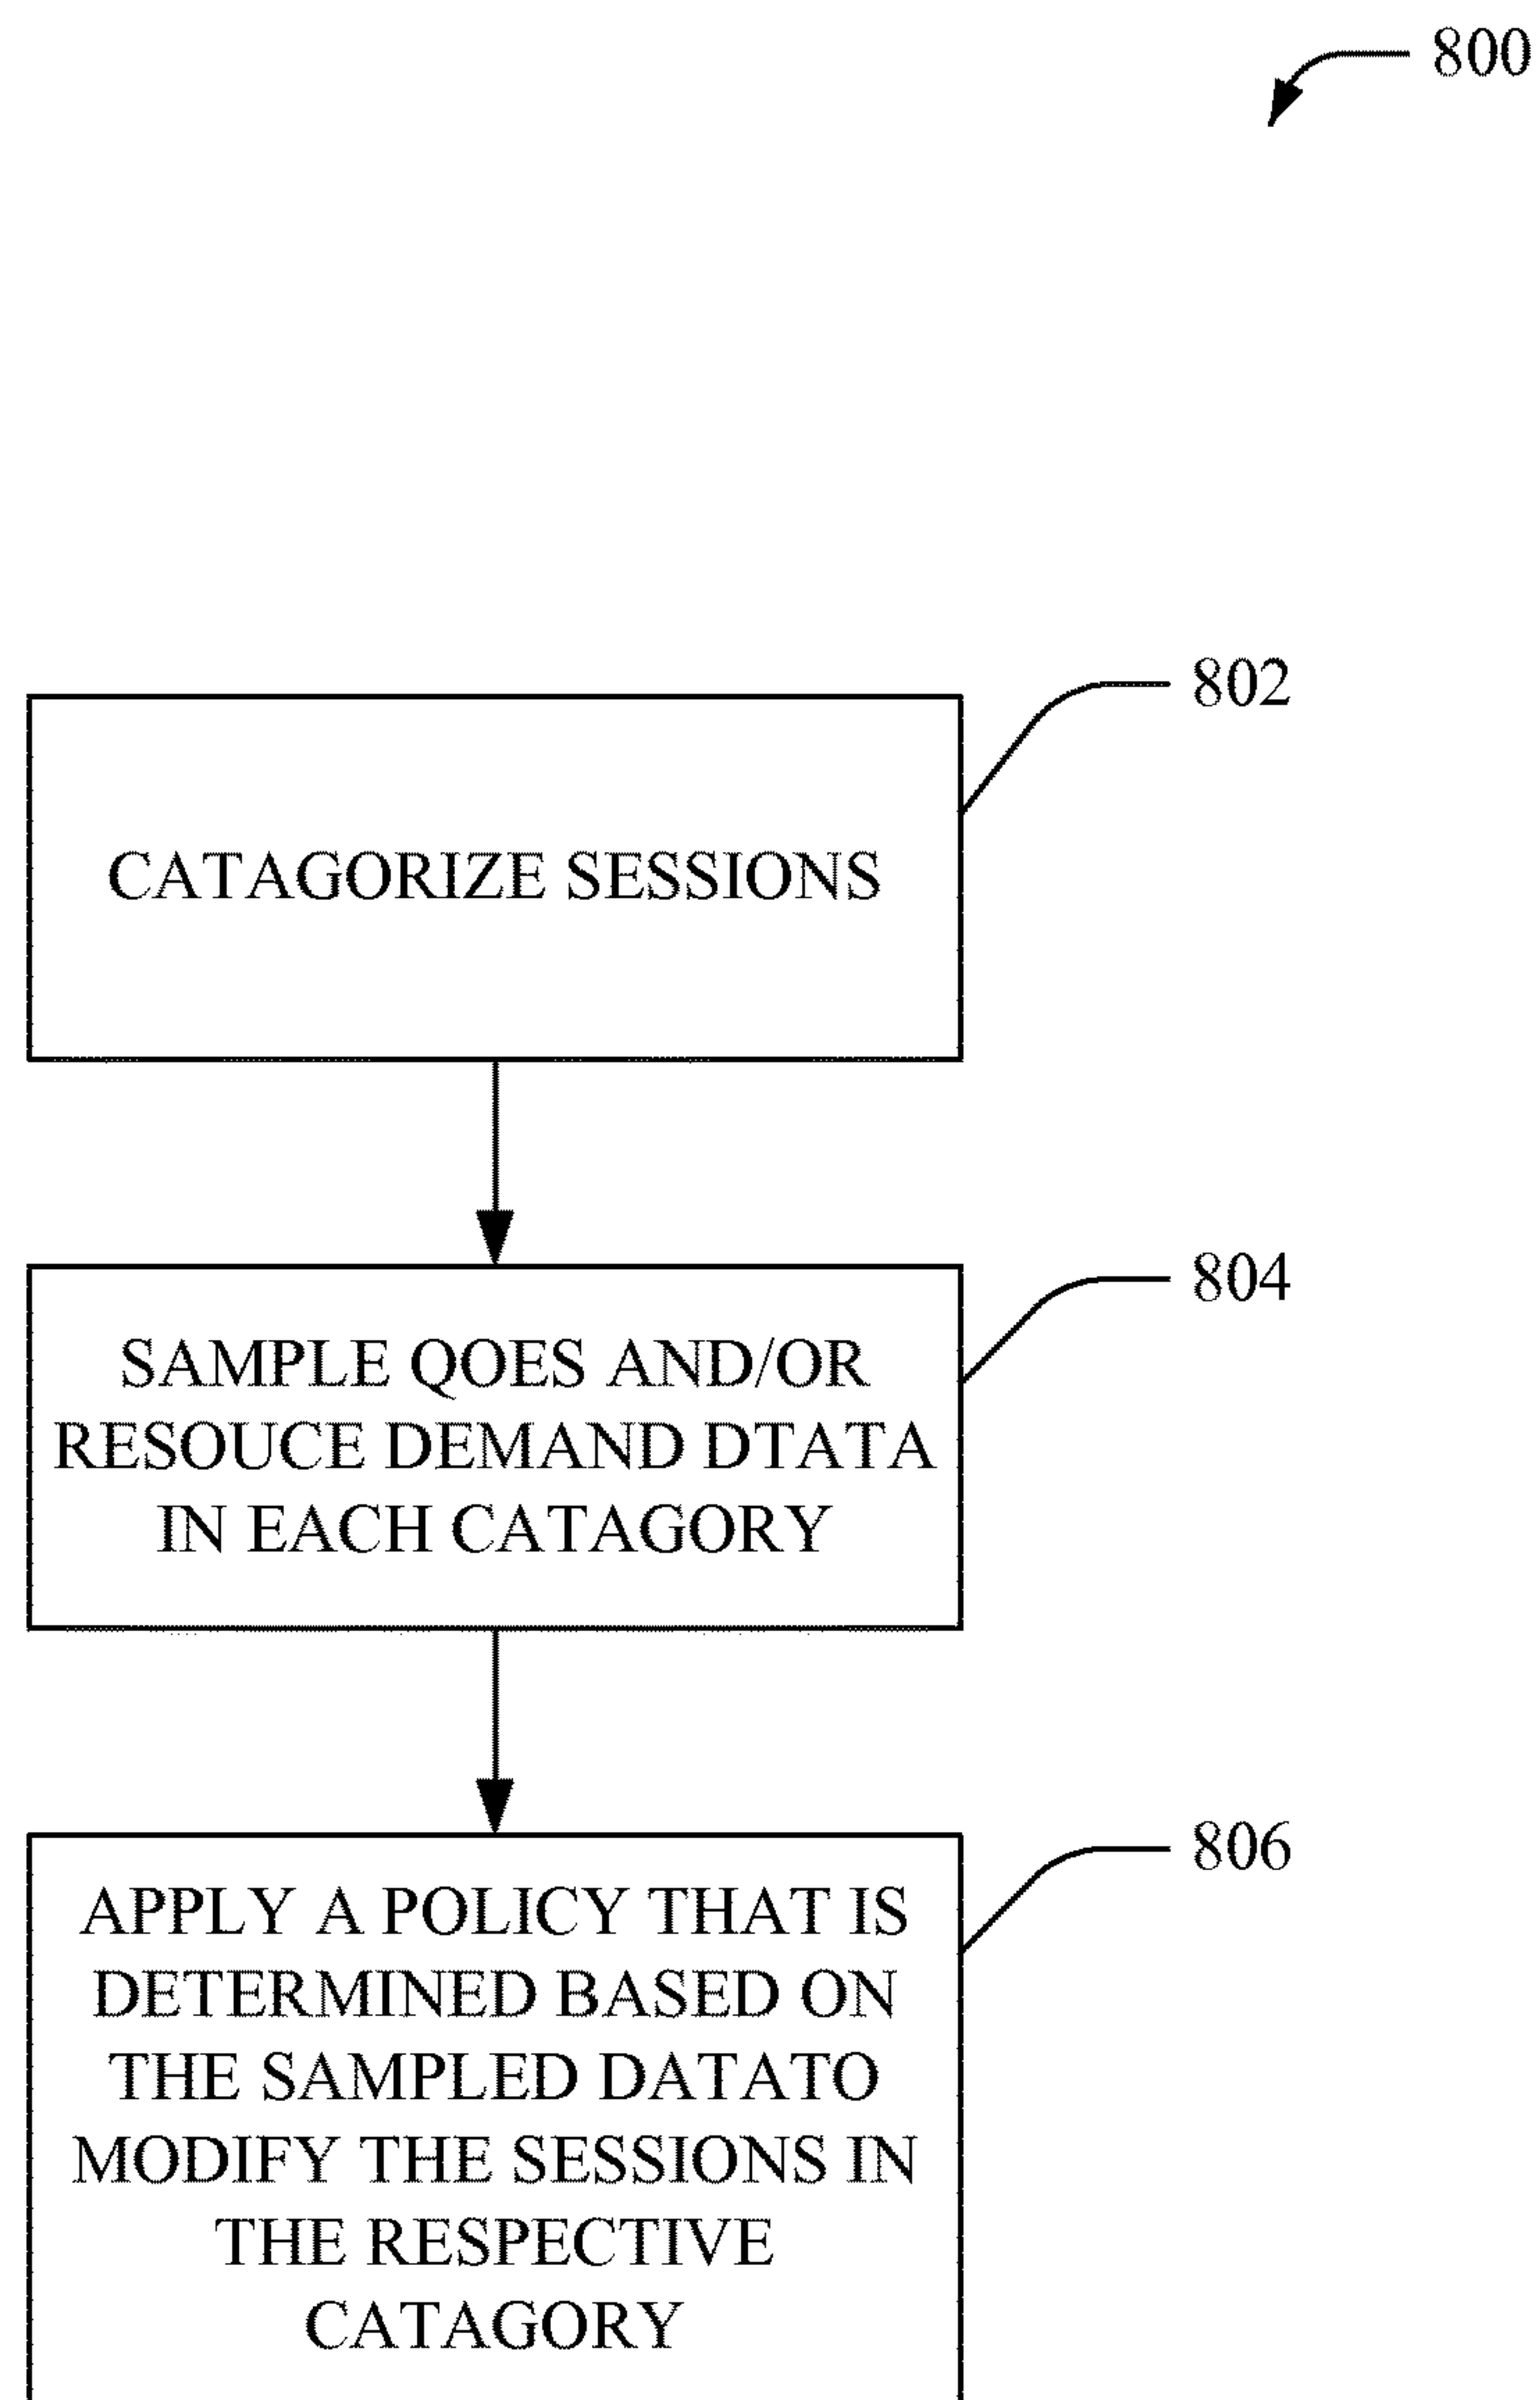 800
802
CATAGORIZE SESSIONS
804
SAMPLE QOES AND/OR
RESOUCE DEMAND DTATA
IN EACH CATAGORY
806
APPLY A POLICY THAT IS
DETERMINED BASED ON
THE SAMPLED DATATO
MODIFY THE SESSIONS IN
THE RESPECTIVE
CATAGORY